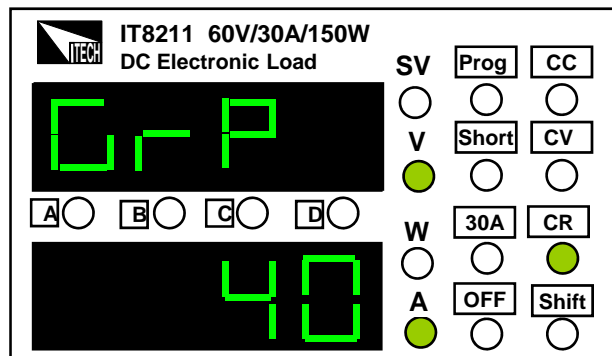 ITECH
IT8211 60V/30A/150W
DC Electronic Load
SV Prog CC
GrP
V Short CV
A B C D
W 30A CR
40
A OFF Shift